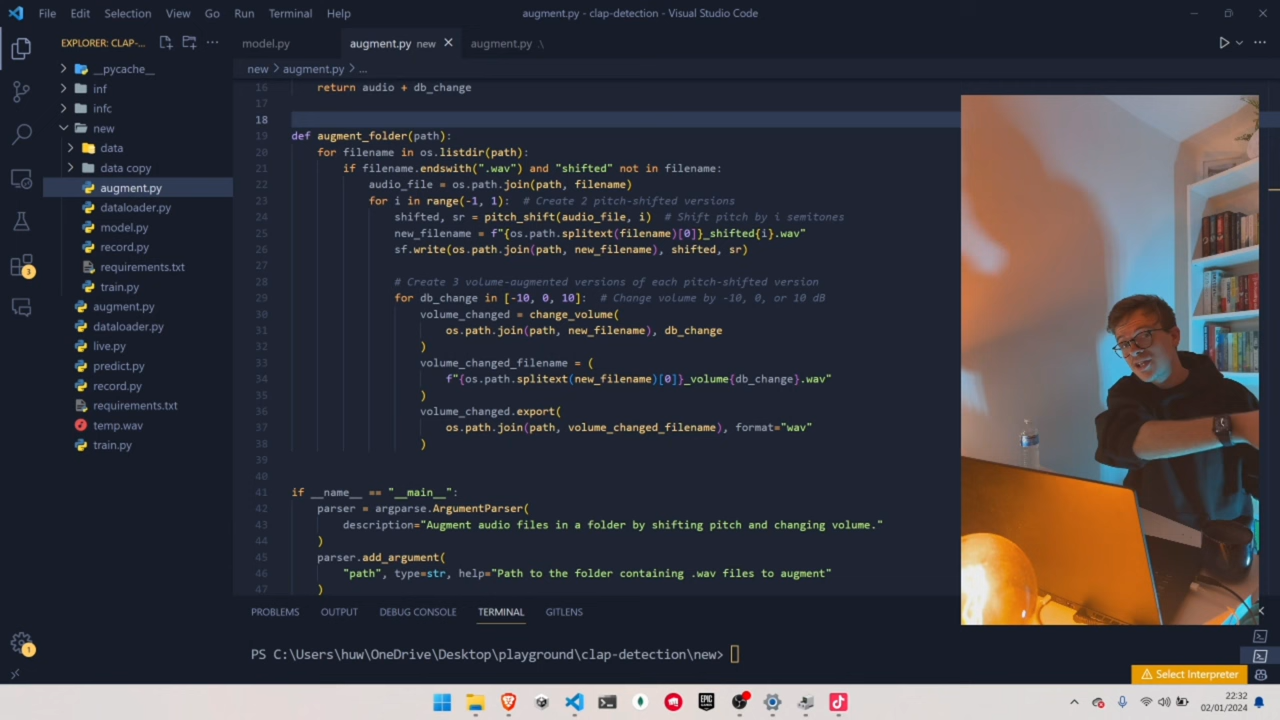 File Edit Selection View Go Run Terminal Help
augment.py - clap-detection - Visual Studio Code
EXPLORER: CLAP-...
model.py
augment.py new
augment.py .\
new > augment.py > ...
__pycache__
inf
infc
new
data
data copy
augment.py
dataloader.py
model.py
record.py
requirements.txt
train.py
augment.py
dataloader.py
live.py
predict.py
record.py
requirements.txt
temp.wav
train.py
3
1
16 return audio + db_change
17
18
19 def augment_folder(path):
20 for filename in os.listdir(path):
21 if filename.endswith(".wav") and "shifted" not in filename:
22 audio_file = os.path.join(path, filename)
23 for i in range(-1, 1): # Create 2 pitch-shifted versions
24 shifted, sr = pitch_shift(audio_file, i) # Shift pitch by i semitones
25 new_filename = f"{os.path.splitext(filename)[0]}_shifted{i}.wav"
26 sf.write(os.path.join(path, new_filename), shifted, sr)
27
28 # Create 3 volume-augmented versions of each pitch-shifted version
29 for db_change in [-10, 0, 10]: # Change volume by -10, 0, or 10 dB
30 volume_changed = change_volume(
31 os.path.join(path, new_filename), db_change
32 )
33 volume_changed_filename = (
34 f"{os.path.splitext(new_filename)[0]}_volume{db_change}.wav"
35 )
36 volume_changed.export(
37 os.path.join(path, volume_changed_filename), format="wav"
38 )
39
40
41 if __name__ == "__main__":
42 parser = argparse.ArgumentParser(
43 description="Augment audio files in a folder by shifting pitch and changing volume."
44 )
45 parser.add_argument(
46 "path", type=str, help="Path to the folder containing .wav files to augment"
47 )
PROBLEMS OUTPUT DEBUG CONSOLE TERMINAL GITLENS
PS C:\Users\huw\OneDrive\Desktop\playground\clap-detection\new>
Select Interpreter
EPIC
22:32
02/01/2024